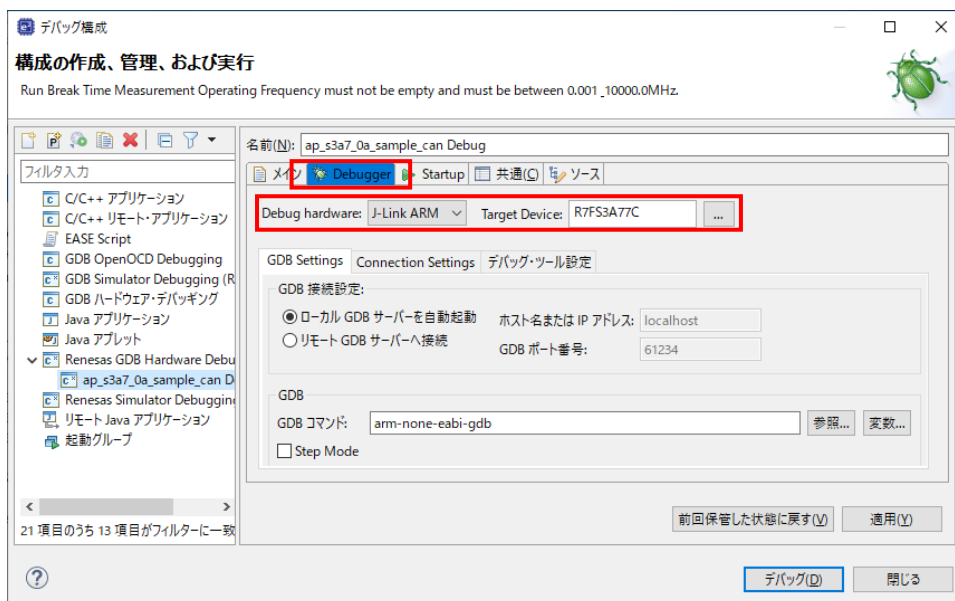 デバッグ構成
構成の作成、管理、および実行
Run Break Time Measurement Operating Frequency must not be empty and must be between 0.001_10000.0MHz.
フィルタ入力
C/C++ アプリケーション
C/C++ リモート・アプリケーション
EASE Script
GDB OpenOCD Debugging
GDB Simulator Debugging (R
GDB ハードウェア・デバッギング
Java アプリケーション
Java アプレット
Renesas GDB Hardware Debu
ap_s3a7_0a_sample_can D
Renesas Simulator Debugging
リモート Java アプリケーション
起動グループ
21 項目のうち 13 項目がフィルターに一致
名前(N): ap_s3a7_0a_sample_can Debug
メイン Debugger Startup 共通(C) ソース
Debug hardware: J-Link ARM Target Device: R7FS3A77C ...
GDB Settings Connection Settings デバッグ・ツール設定
GDB 接続設定:
ローカル GDB サーバーを自動起動 ホスト名または IP アドレス: localhost
リモート GDB サーバーへ接続 GDB ポート番号: 61234
GDB
GDB コマンド: arm-none-eabi-gdb 参照... 変数...
Step Mode
前回保管した状態に戻す(V) 適用(Y)
? デバッグ(D) 閉じる